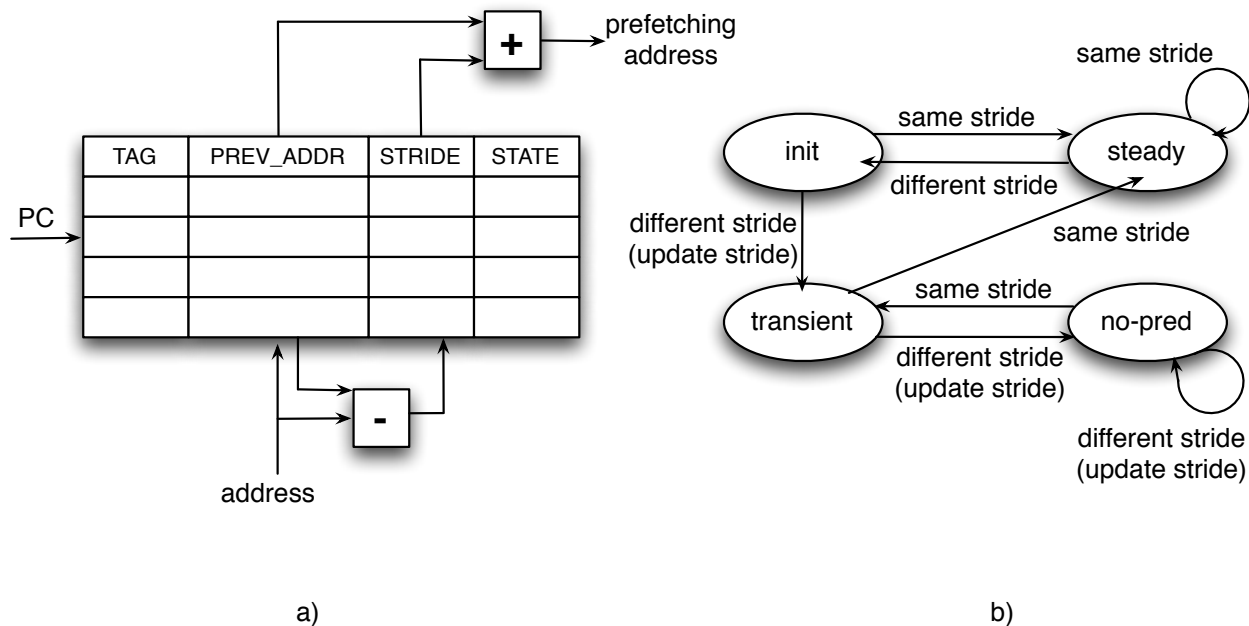 prefetching
address
+
TAG
PREV_ADDR
STRIDE
STATE
PC
-
address
a)
same stride
init
same stride
steady
different stride
different stride
(update stride)
same stride
transient
same stride
no-pred
different stride
(update stride)
different stride
(update stride)
b)